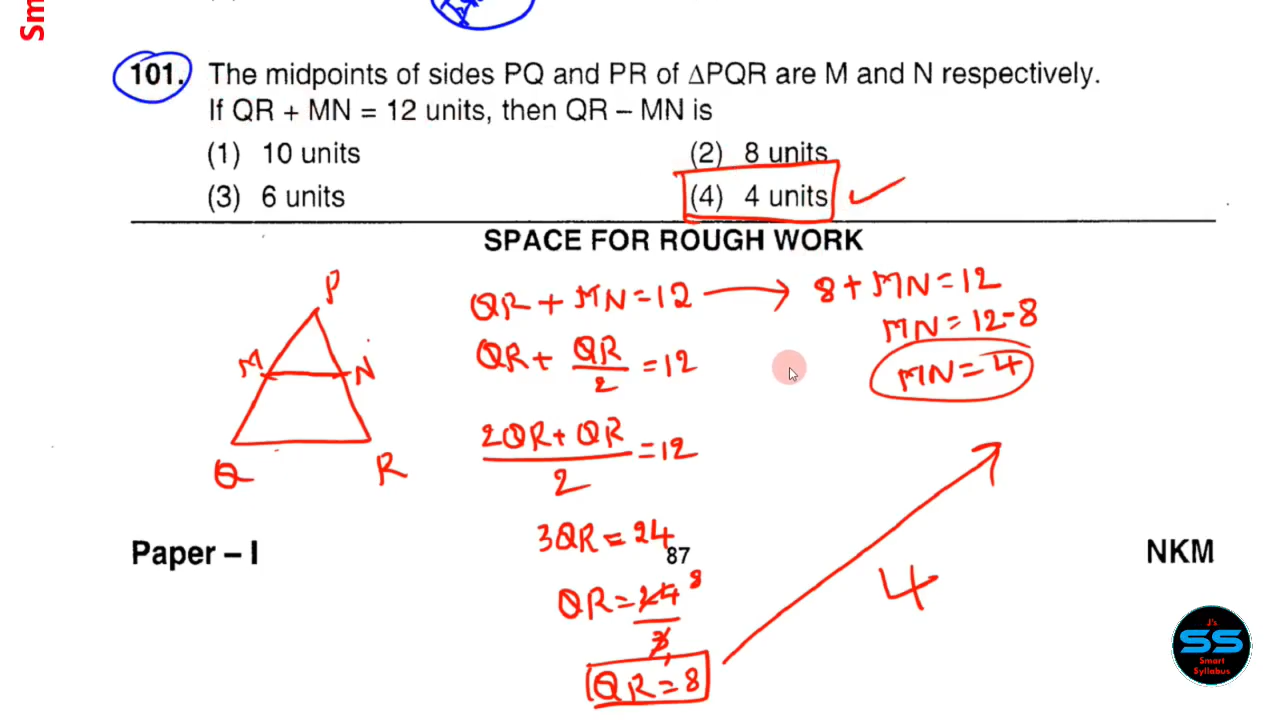 Sm
101. The midpoints of sides PQ and PR of ΔPQR are M and N respectively.
If QR + MN = 12 units, then QR – MN is
(1) 10 units
(2) 8 units
(3) 6 units
(4) 4 units
SPACE FOR ROUGH WORK
P
M
N
Q
R
QR + MN = 12
QR + QR/2 = 12
2QR + QR/2 = 12
3QR = 24
QR = 24/3 8
QR = 8
8 + MN = 12
MN = 12-8
MN = 4
4
Paper – I
87
NKM
J's
SS
Smart
Syllabus